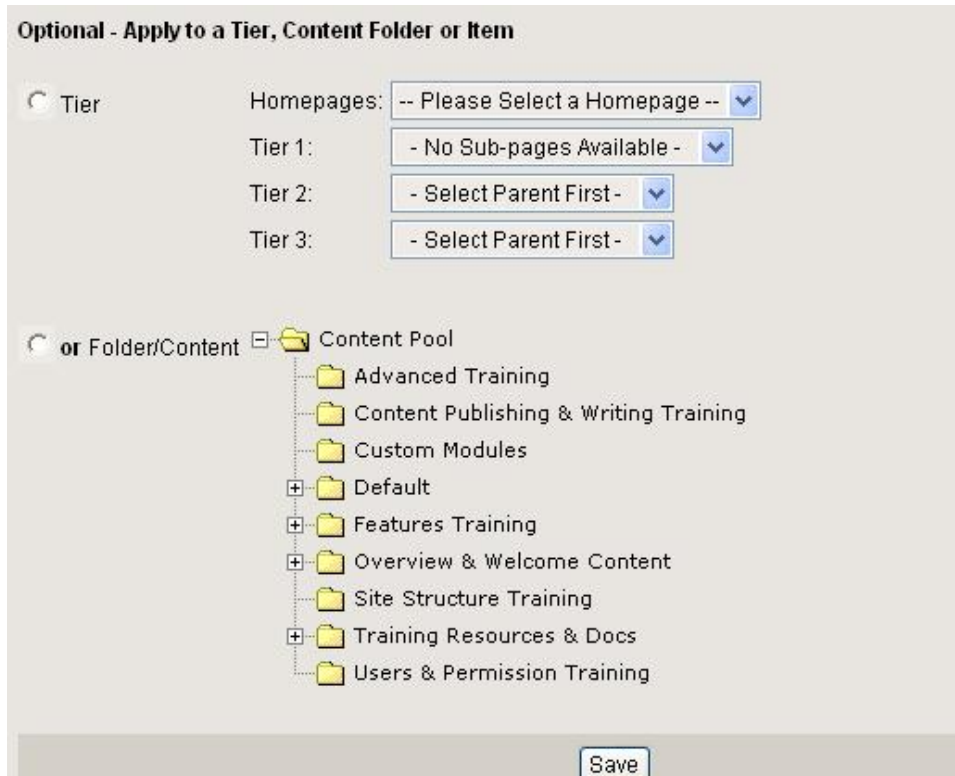 Optional - Apply to a Tier, Content Folder or Item
Tier Homepages: -- Please Select a Homepage --
Tier 1: - No Sub-pages Available -
Tier 2: - Select Parent First -
Tier 3: - Select Parent First -
or Folder/Content Content Pool
Advanced Training
Content Publishing & Writing Training
Custom Modules
Default
Features Training
Overview & Welcome Content
Site Structure Training
Training Resources & Docs
Users & Permission Training
Save